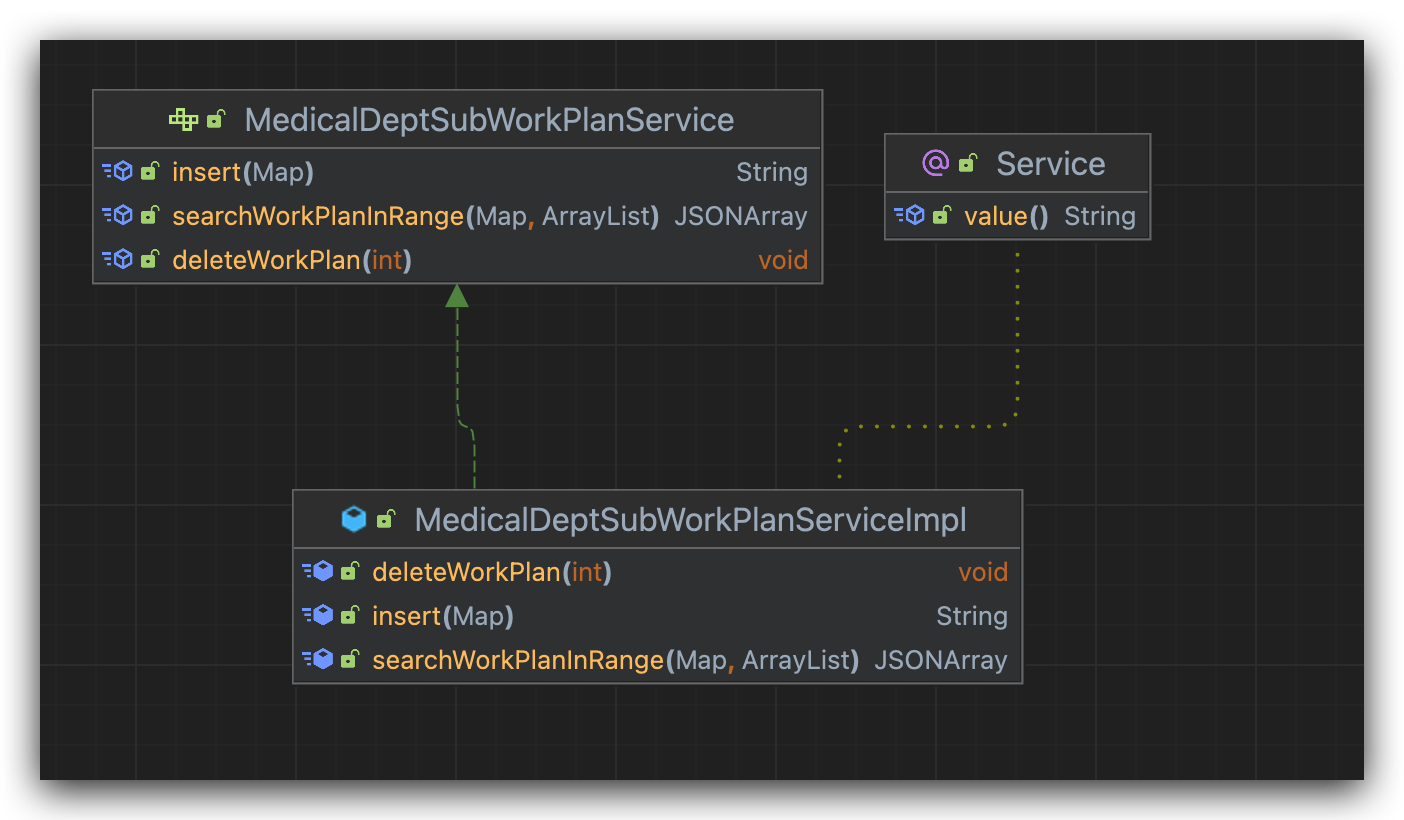 MedicalDeptSubWorkPlanService
insert(Map) String
searchWorkPlanInRange(Map, ArrayList) JSONArray
deleteWorkPlan(int) void
@ Service
value() String
MedicalDeptSubWorkPlanServiceImpl
deleteWorkPlan(int) void
insert(Map) String
searchWorkPlanInRange(Map, ArrayList) JSONArray